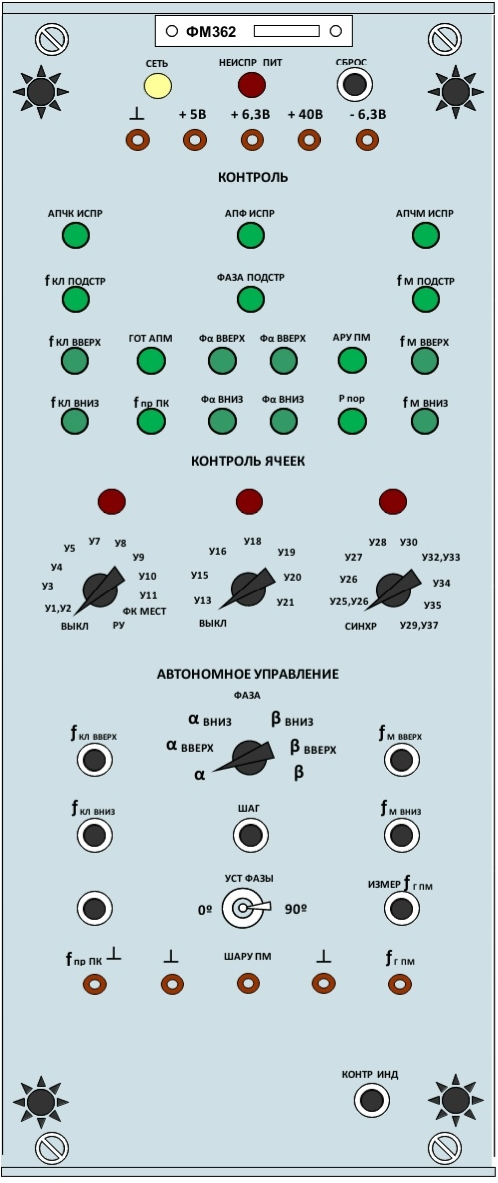 ФМ362
СЕТЬ НЕИСПР ПИТ СБРОС
⊥ + 5В + 6,3В + 40В - 6,3В
КОНТРОЛЬ
АПЧК ИСПР АПФ ИСПР АПЧМ ИСПР
f КЛ ПОДСТР ФАЗА ПОДСТР f М ПОДСТР
f КЛ ВВЕРХ ГОТ АПМ Фα ВВЕРХ Фα ВВЕРХ АРУ ПМ f М ВВЕРХ
f КЛ ВНИЗ f пр ПК Фα ВНИЗ Фα ВНИЗ Р пор f М ВНИЗ
КОНТРОЛЬ ЯЧЕЕК
ВЫКЛ У1,У2 У3 У4 У5 У7 У8 У9 У10 У11 ФК МЕСТ РУ
ВЫКЛ У13 У15 У16 У18 У19 У20 У21
СИНХР У25,У26 У26 У27 У28 У30 У32,У33 У34 У35 У29,У37
АВТОНОМНОЕ УПРАВЛЕНИЕ
ФАЗА
α ВНИЗ β ВНИЗ
f КЛ ВВЕРХ α ВВЕРХ β ВВЕРХ f М ВВЕРХ
α β
f КЛ ВНИЗ ШАГ f М ВНИЗ
УСТ ФАЗЫ ИЗМЕР f Г ПМ
0º 90º
f пр ПК ⊥ ⊥ ШАРУ ПМ ⊥ f Г ПМ
КОНТР ИНД